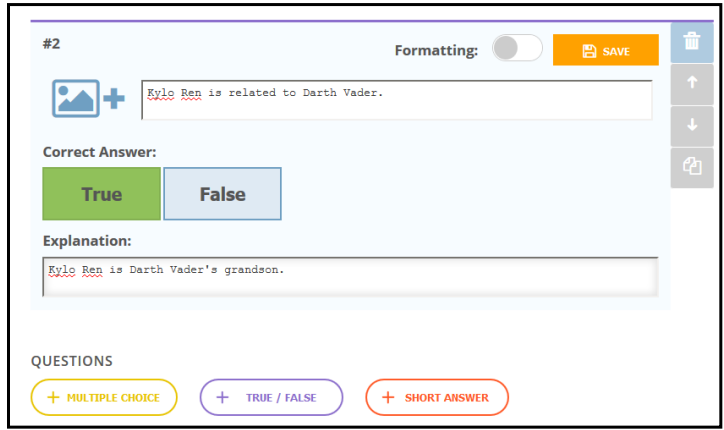 #2
Formatting:
SAVE
Kylo Ren is related to Darth Vader.
Correct Answer:
True
False
Explanation:
Kylo Ren is Darth Vader's grandson.
QUESTIONS
+ MULTIPLE CHOICE
+ TRUE / FALSE
+ SHORT ANSWER